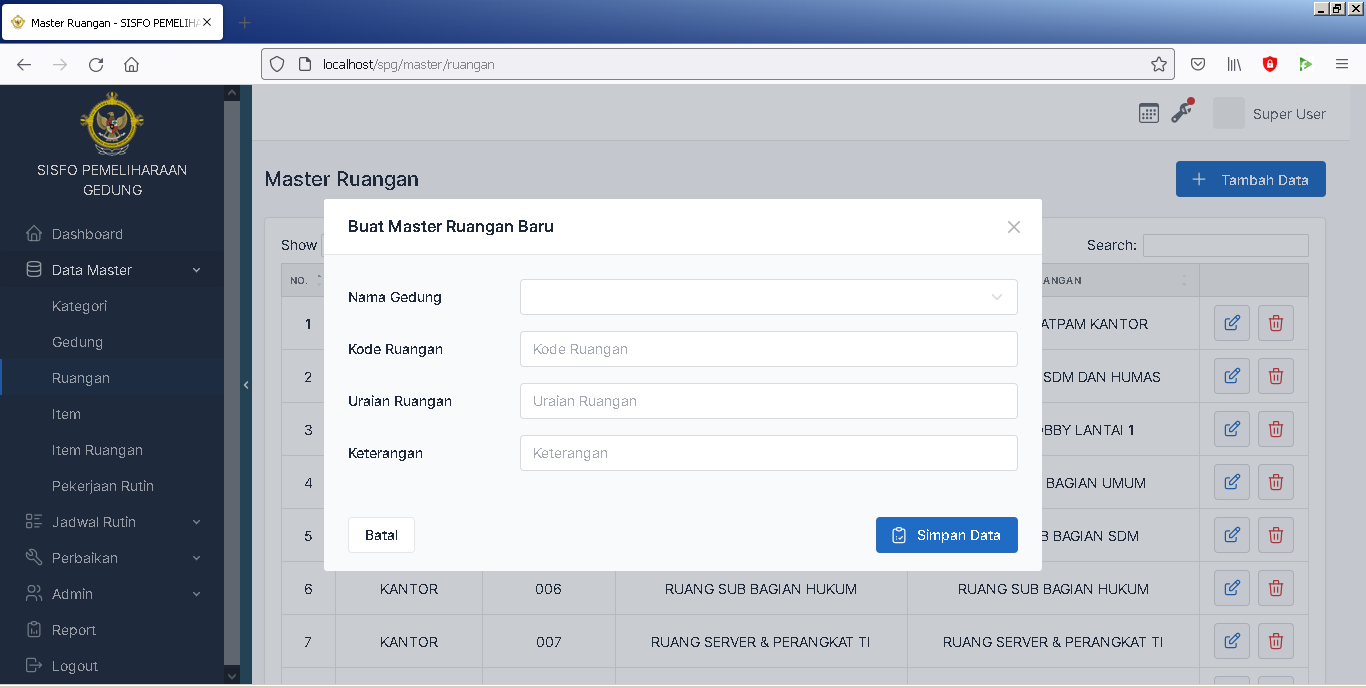 Master Ruangan - SISFO PEMELIH
localhost/spg/master/ruangan
SISFO PEMELIHARAAN
GEDUNG
Dashboard
Data Master
Kategori
Gedung
Ruangan
Item
Item Ruangan
Pekerjaan Rutin
Jadwal Rutin
Perbaikan
Admin
Report
Logout
Super User
Master Ruangan
Tambah Data
Show
Search:
Buat Master Ruangan Baru
Nama Gedung
Kode Ruangan
Kode Ruangan
Uraian Ruangan
Uraian Ruangan
Keterangan
Keterangan
Batal
Simpan Data
NO. ANGAN
1 ATPAM KANTOR
2 SDM DAN HUMAS
3 OBBY LANTAI 1
4 BAGIAN UMUM
5 B BAGIAN SDM
6 KANTOR 006 RUANG SUB BAGIAN HUKUM RUANG SUB BAGIAN HUKUM
7 KANTOR 007 RUANG SERVER & PERANGKAT TI RUANG SERVER & PERANGKAT TI